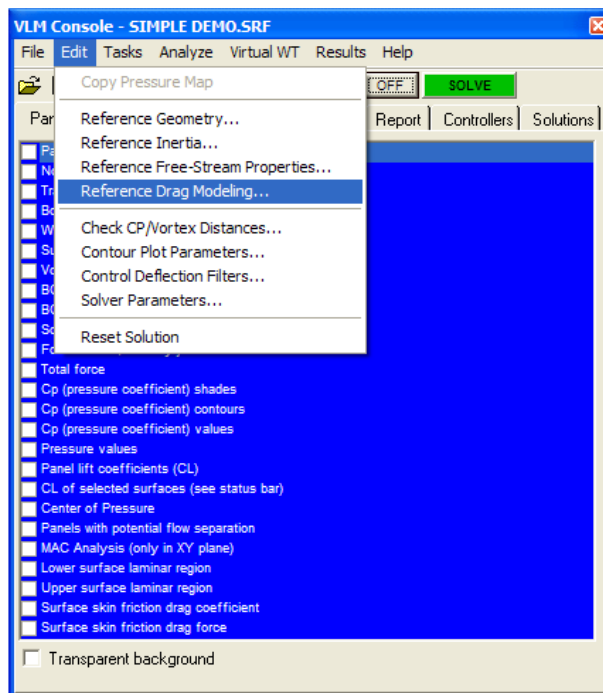 VLM Console - SIMPLE DEMO.SRF
File Edit Tasks Analyze Virtual WT Results Help
OFF SOLVE
Copy Pressure Map
Reference Geometry...
Reference Inertia...
Reference Free-Stream Properties...
Reference Drag Modeling...
Check CP/Vortex Distances...
Contour Plot Parameters...
Control Deflection Filters...
Solver Parameters...
Reset Solution
Report Controllers Solutions
Total force
Cp (pressure coefficient) shades
Cp (pressure coefficient) contours
Cp (pressure coefficient) values
Pressure values
Panel lift coefficients (CL)
CL of selected surfaces (see status bar)
Center of Pressure
Panels with potential flow separation
MAC Analysis (only in XY plane)
Lower surface laminar region
Upper surface laminar region
Surface skin friction drag coefficient
Surface skin friction drag force
Transparent background